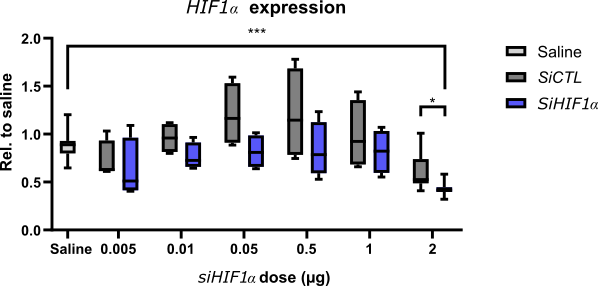 HIF1α expression
***
Saline
SiCTL
SiHIF1α
*
Rel. to saline
2.0
1.5
1.0
0.5
0.0
Saline 0.005 0.01 0.05 0.5 1 2
siHIF1α dose (μg)